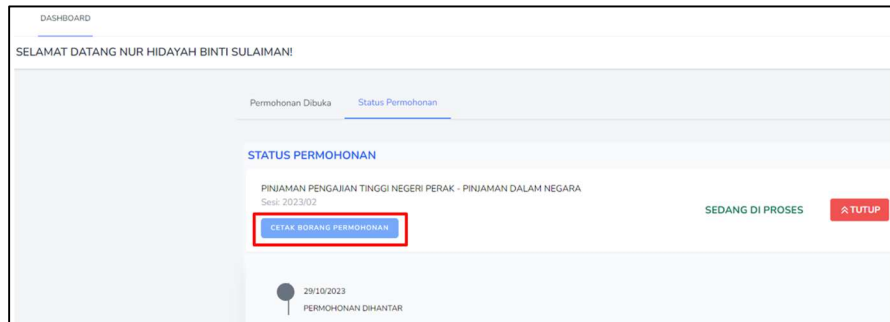 DASHBOARD
SELAMAT DATANG NUR HIDAYAH BINTI SULAIMAN!
Permohonan Dibuka
Status Permohonan
STATUS PERMOHONAN
PINJAMAN PENGAJIAN TINGGI NEGERI PERAK - PINJAMAN DALAM NEGARA
Sesi: 2023/02
SEDANG DI PROSES
TUTUP
CETAK BORANG PERMOHONAN
29/10/2023
PERMOHONAN DIHANTAR